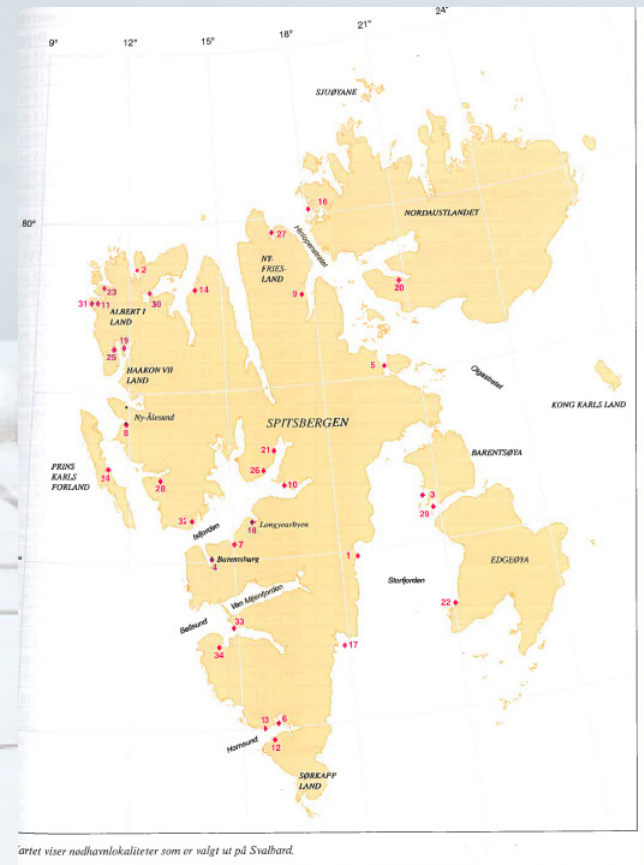 24°
21°
18°
15°
12°
9°
SJUØYANE
16
NORDAUSTLANDET
80°
27
Hinlopenstretet
NY-
FRIES-
LAND
2
20
23
30
14
9
31
11
ALBERT I
LAND
19
25
5
Olgastretet
HAAKON VII
LAND
KONG KARLS LAND
Ny-Ålesund
8
SPITSBERGEN
21
BARENTSØYA
PRINS
KARLS
FORLAND
24
26
28
10
3
29
32
Isfjorden
18
Longyearbyen
7
1
EDGEØYA
4
Barentsburg
Storfjorden
Van Mijenfjorden
22
Bellsund
33
17
34
13
6
Hornsund
12
SØRKAPP
LAND
artet viser nødhavnlokaliteter som er valgt ut på Svalbard.